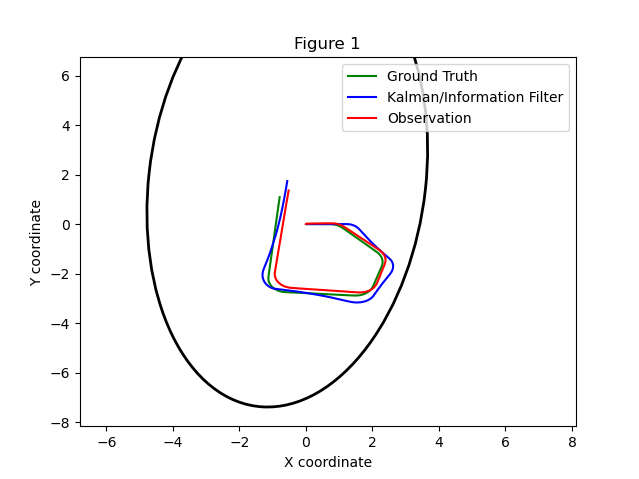 Figure 1
Ground Truth
Kalman/Information Filter
Observation
Y coordinate
6
4
2
0
−2
−4
−6
−8
−6 −4 −2 0 2 4 6 8
X coordinate